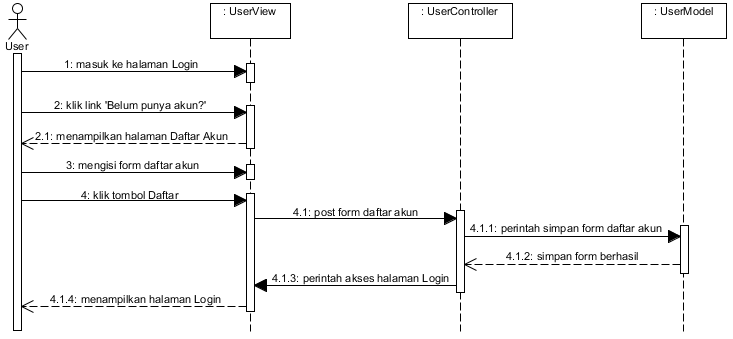 : UserView
: UserController
: UserModel
User
1: masuk ke halaman Login
2: klik link 'Belum punya akun?'
2.1: menampilkan halaman Daftar Akun
3: mengisi form daftar akun
4: klik tombol Daftar
4.1: post form daftar akun
4.1.1: perintah simpan form daftar akun
4.1.2: simpan form berhasil
4.1.3: perintah akses halaman Login
4.1.4: menampilkan halaman Login